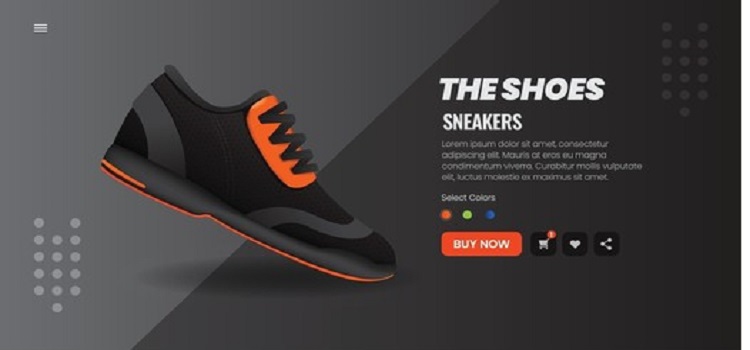 THE SHOES
SNEAKERS
Lorem ipsum dolor sit amet, consectetur
adipiscing elit. Mauris at eros eu magna
condimentum viverra. Curabitur mollis vulputate
elit, luctus molestie ex maximus sit amet.
Select Colors
BUY NOW
1